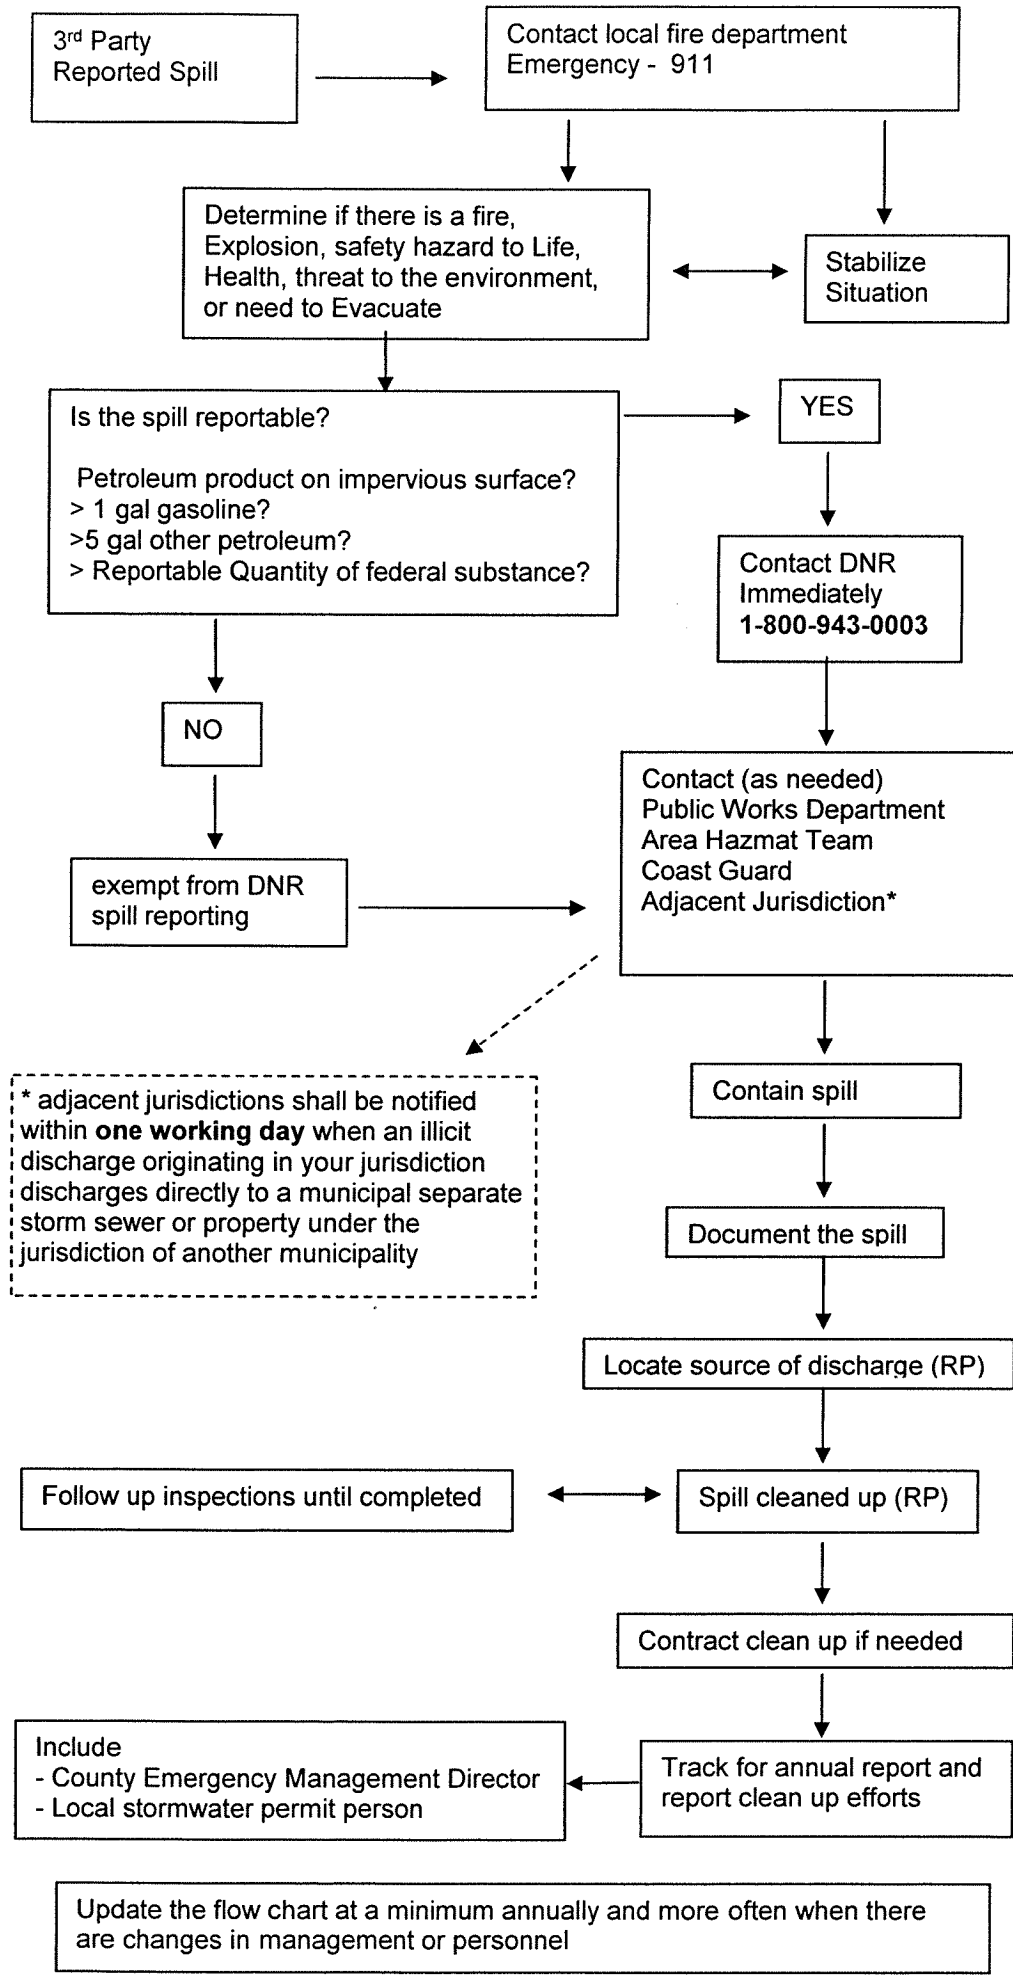 3rd Party
Reported Spill
Contact local fire department
Emergency - 911
Determine if there is a fire,
Explosion, safety hazard to Life,
Health, threat to the environment,
or need to Evacuate
Stabilize
Situation
Is the spill reportable?
Petroleum product on impervious surface?
> 1 gal gasoline?
>5 gal other petroleum?
> Reportable Quantity of federal substance?
YES
Contact DNR
Immediately
1-800-943-0003
NO
exempt from DNR
spill reporting
Contact (as needed)
Public Works Department
Area Hazmat Team
Coast Guard
Adjacent Jurisdiction*
* adjacent jurisdictions shall be notified
within one working day when an illicit
discharge originating in your jurisdiction
discharges directly to a municipal separate
storm sewer or property under the
jurisdiction of another municipality
Contain spill
Document the spill
Locate source of discharge (RP)
Follow up inspections until completed
Spill cleaned up (RP)
Contract clean up if needed
Include
- County Emergency Management Director
- Local stormwater permit person
Track for annual report and
report clean up efforts
Update the flow chart at a minimum annually and more often when there
are changes in management or personnel